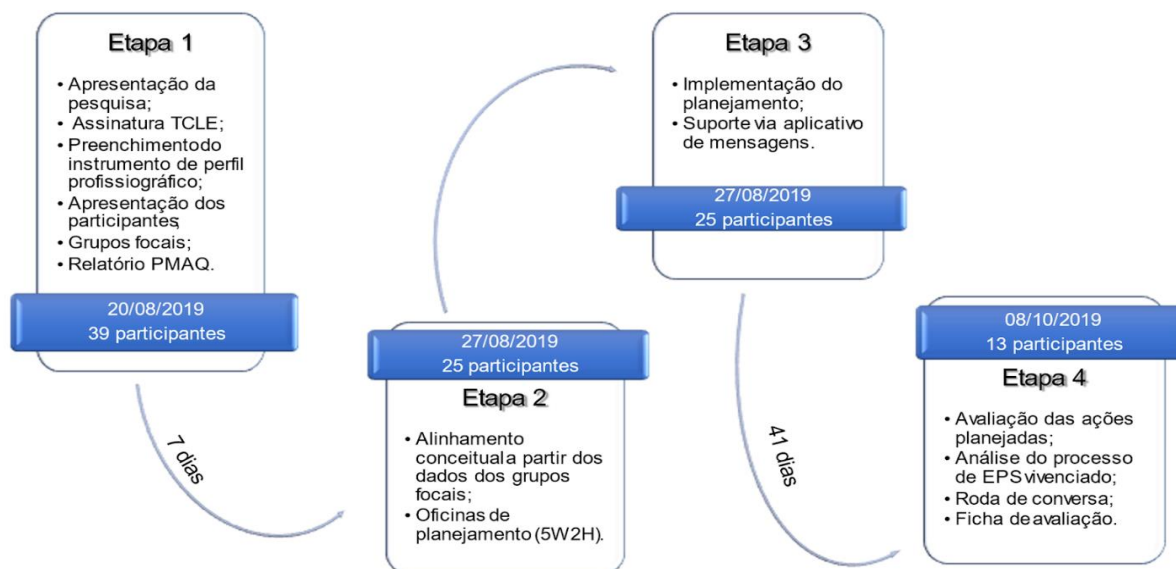 Etapa 1
• Apresentação da
pesquisa;
• Assinatura TCLE;
• Preenchimentodo
instrumento de perfil
profissiográfico;
• Apresentação dos
participantes;
• Grupos focais;
• Relatório PMAQ.
20/08/2019
39 participantes
7 dias
27/08/2019
25 participantes
Etapa 2
• Alinhamento
conceituala partir dos
dados dos grupos
focais;
• Oficinas de
planejamento (5W2H).
Etapa 3
• Implementação do
planejamento;
• Suporte via aplicativo
de mensagens.
27/08/2019
25 participantes
41 dias
08/10/2019
13 participantes
Etapa 4
• Avaliação das ações
planejadas;
• Análise do processo
de EPS vivenciado;
• Roda de conversa;
• Ficha de avaliação.